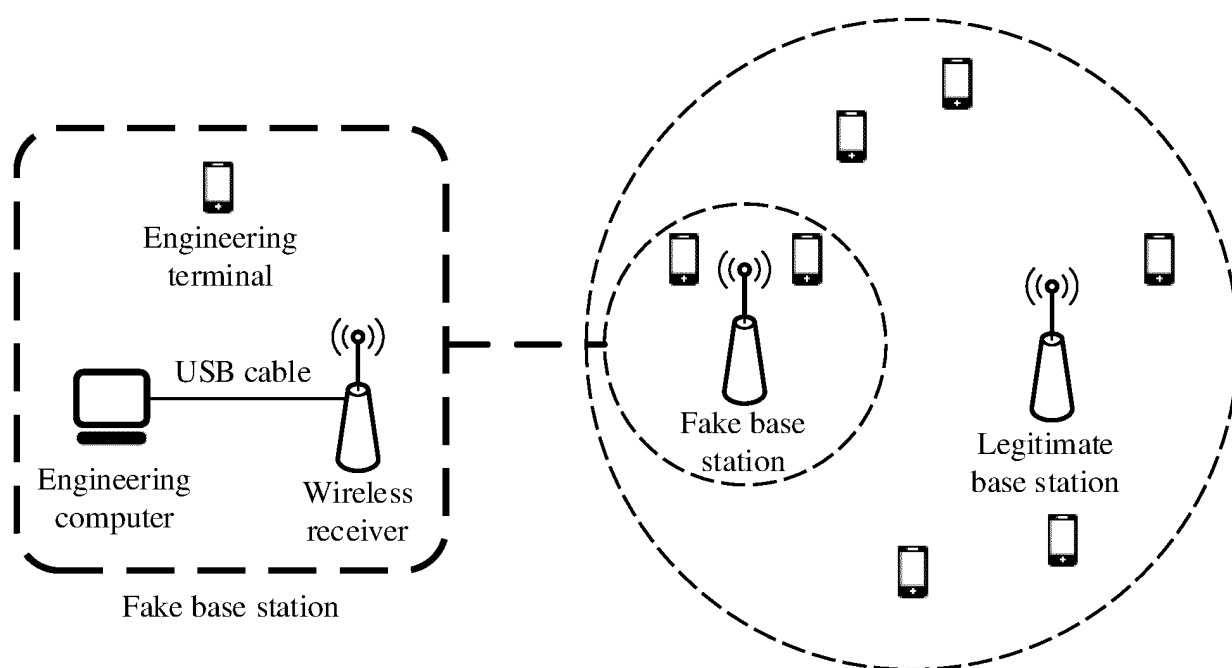 Engineering
terminal
USB cable
Engineering
computer
Wireless
receiver
Fake base station
Fake base
station
Legitimate
base station